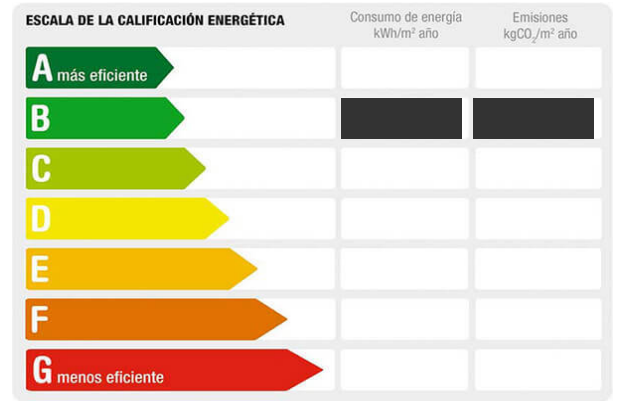 ESCALA DE LA CALIFICACIÓN ENERGÉTICA
Consumo de energía
kWh/m² año
Emisiones
kgCO₂/m² año
A más eficiente
B
C
D
E
F
G menos eficiente